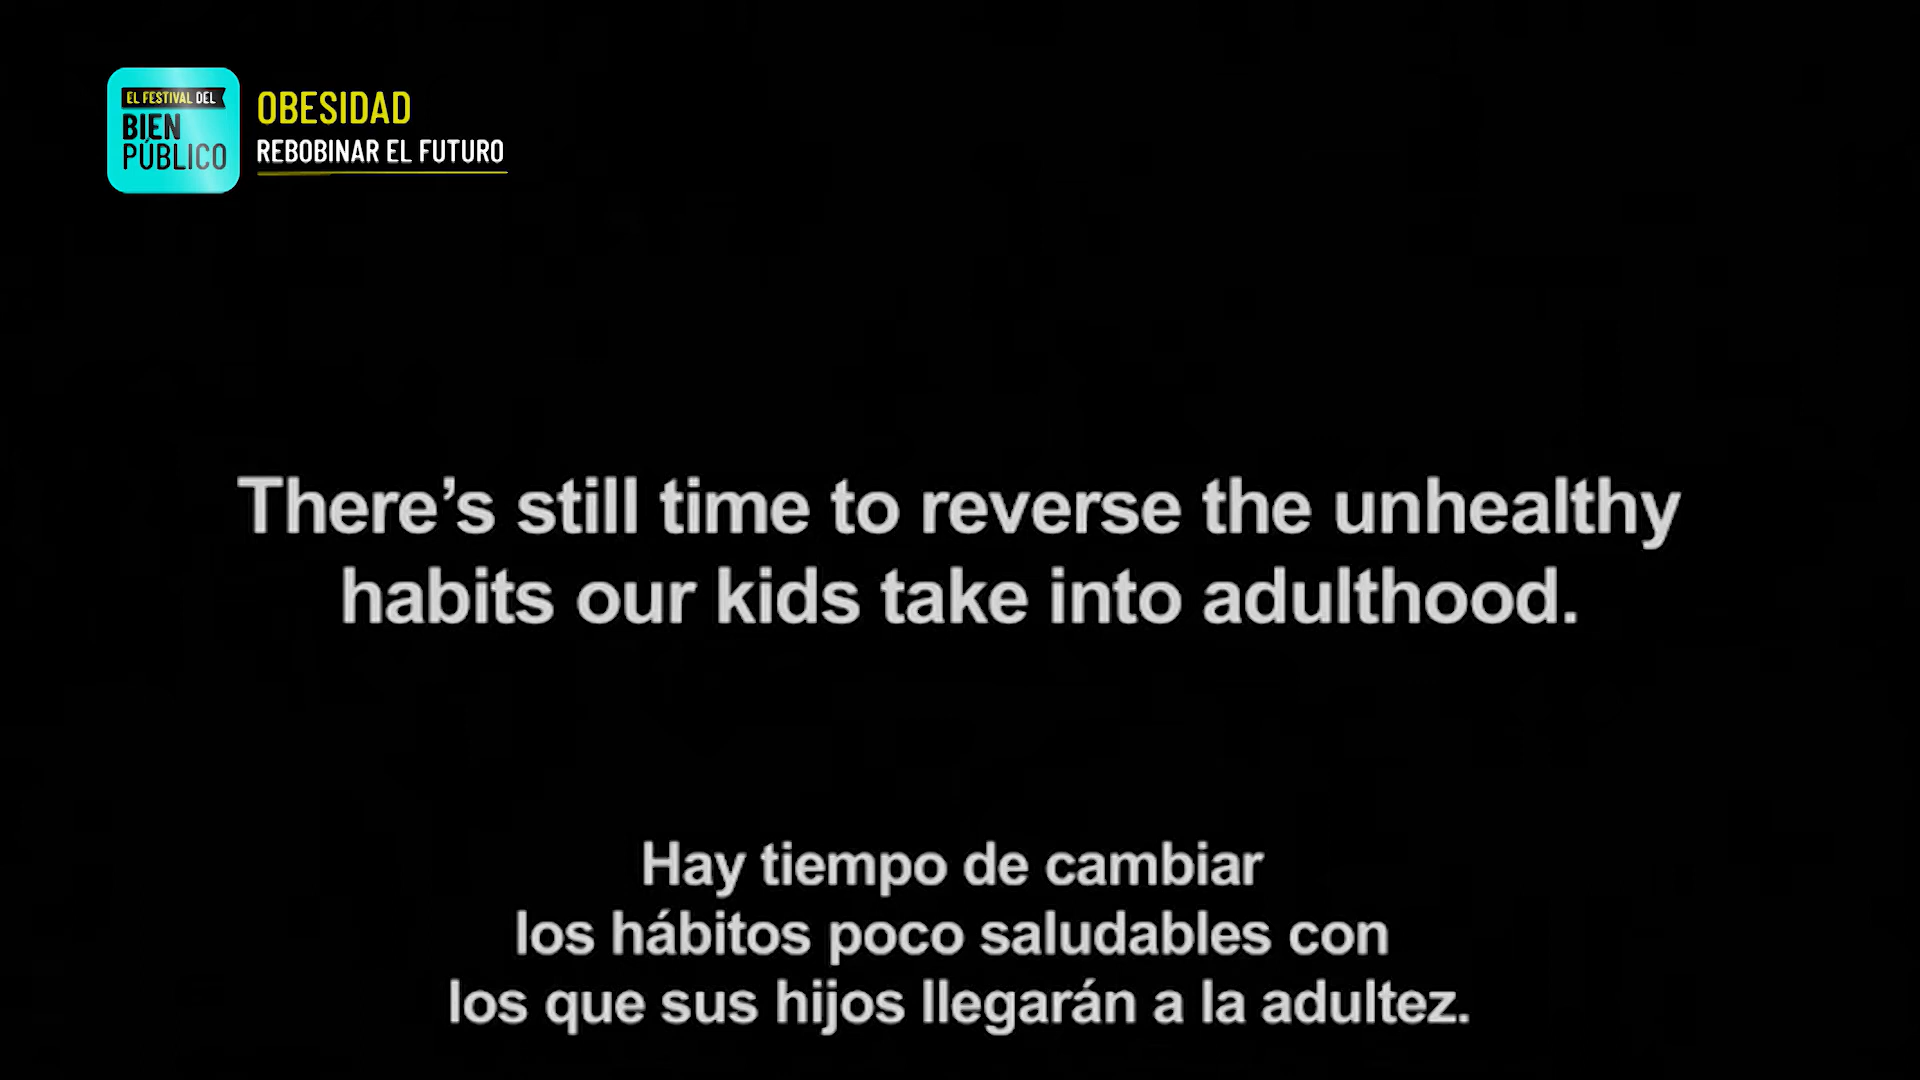 EL FESTIVAL DEL
BIEN
PÚBLICO
OBESIDAD
REBOBINAR EL FUTURO
There’s still time to reverse the unhealthy
habits our kids take into adulthood.
Hay tiempo de cambiar
los hábitos poco saludables con
los que sus hijos llegarán a la adultez.